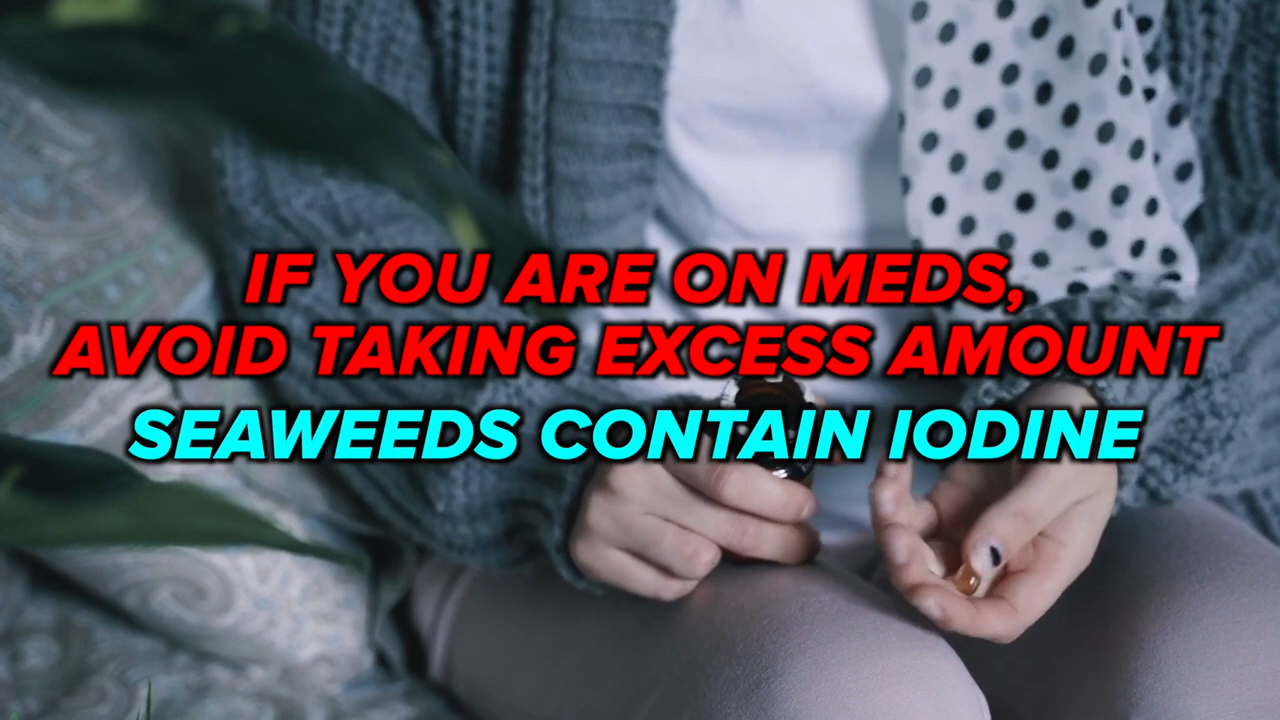 IF YOU ARE ON MEDS,
AVOID TAKING EXCESS AMOUNT
SEAWEEDS CONTAIN IODINE